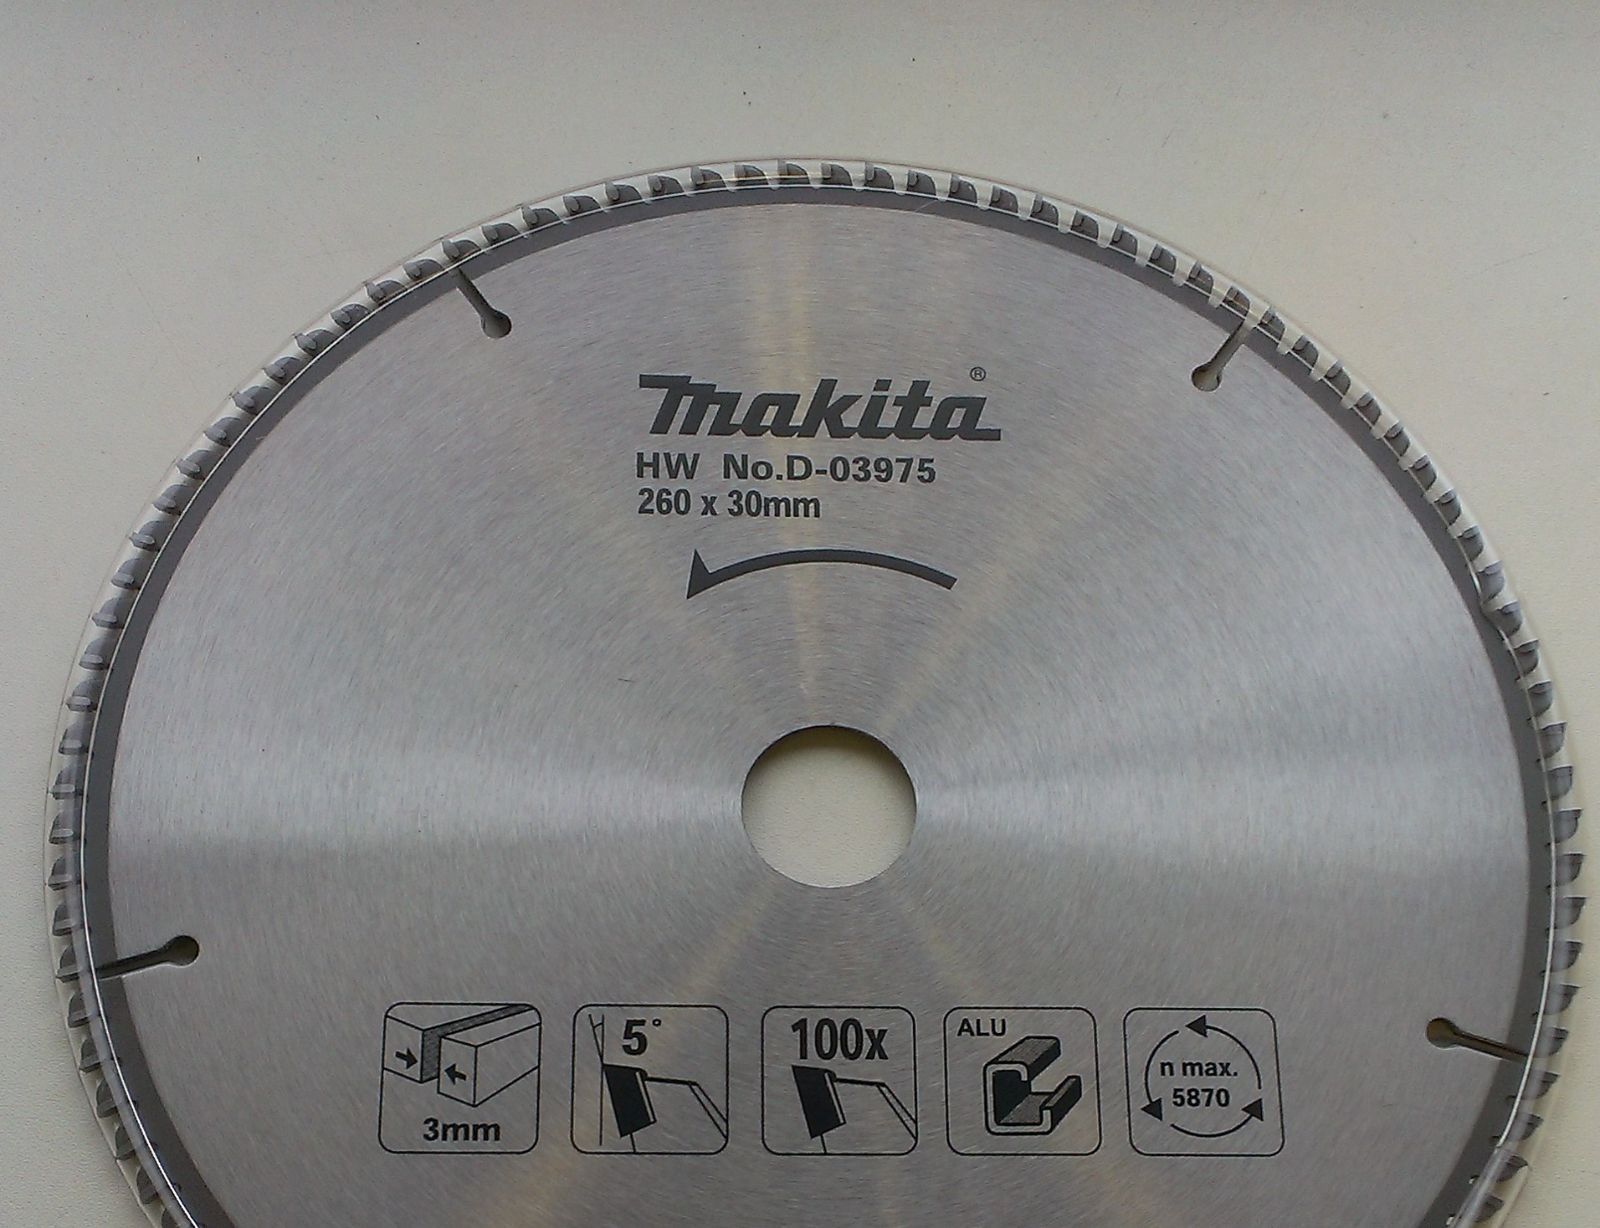 makita®
HW No.D-03975
260 x 30mm
3mm
5°
100x
ALU
n max.
5870